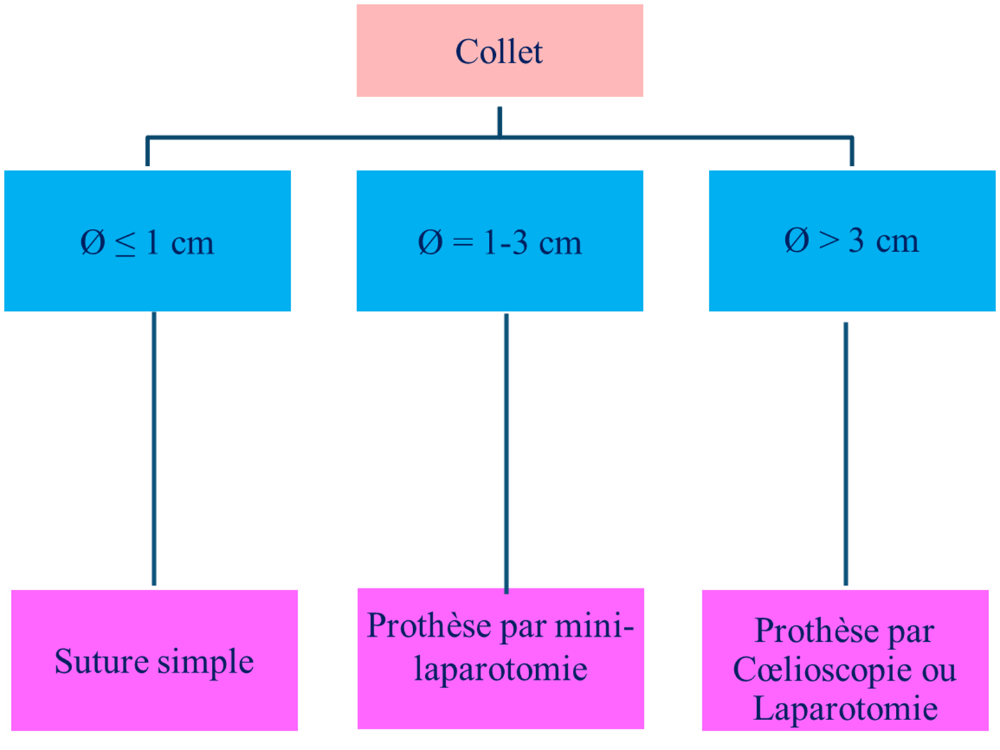 Collet
Ø ≤ 1 cm
Ø = 1-3 cm
Ø > 3 cm
Suture simple
Prothèse par mini-
laparotomie
Prothèse par
Cœlioscopie ou
Laparotomie